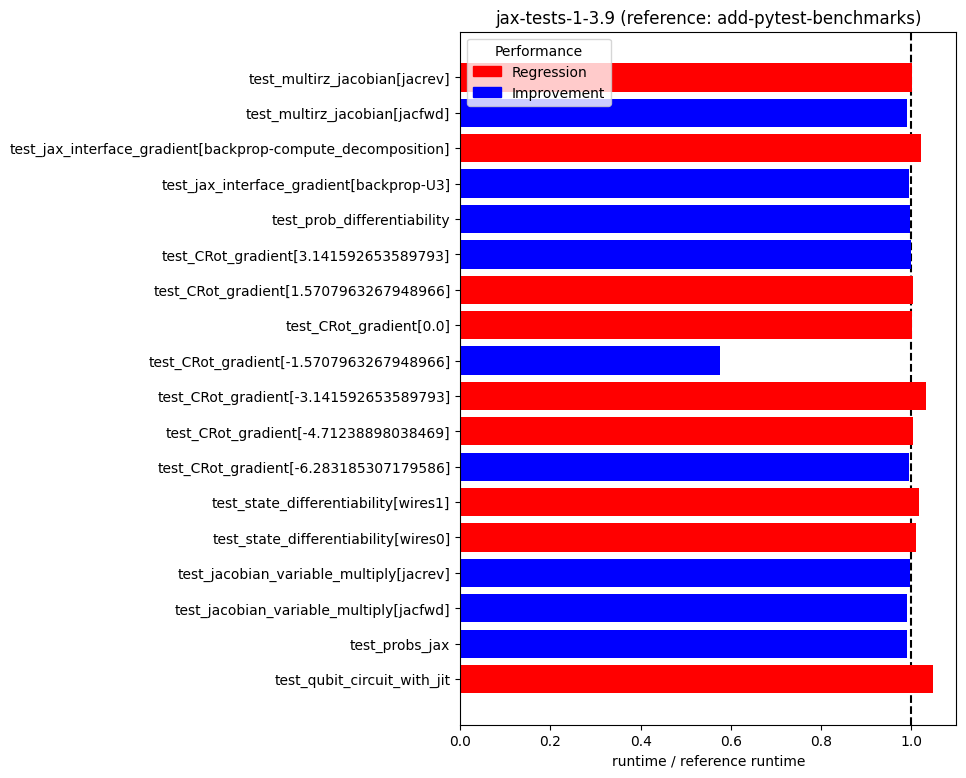 jax-tests-1-3.9 (reference: add-pytest-benchmarks)
Performance
Regression
Improvement
test_multirz_jacobian[jacrev]
test_multirz_jacobian[jacfwd]
test_jax_interface_gradient[backprop-compute_decomposition]
test_jax_interface_gradient[backprop-U3]
test_prob_differentiability
test_CRot_gradient[3.141592653589793]
test_CRot_gradient[1.5707963267948966]
test_CRot_gradient[0.0]
test_CRot_gradient[-1.5707963267948966]
test_CRot_gradient[-3.141592653589793]
test_CRot_gradient[-4.71238898038469]
test_CRot_gradient[-6.283185307179586]
test_state_differentiability[wires1]
test_state_differentiability[wires0]
test_jacobian_variable_multiply[jacrev]
test_jacobian_variable_multiply[jacfwd]
test_probs_jax
test_qubit_circuit_with_jit
0.0 0.2 0.4 0.6 0.8 1.0
runtime / reference runtime